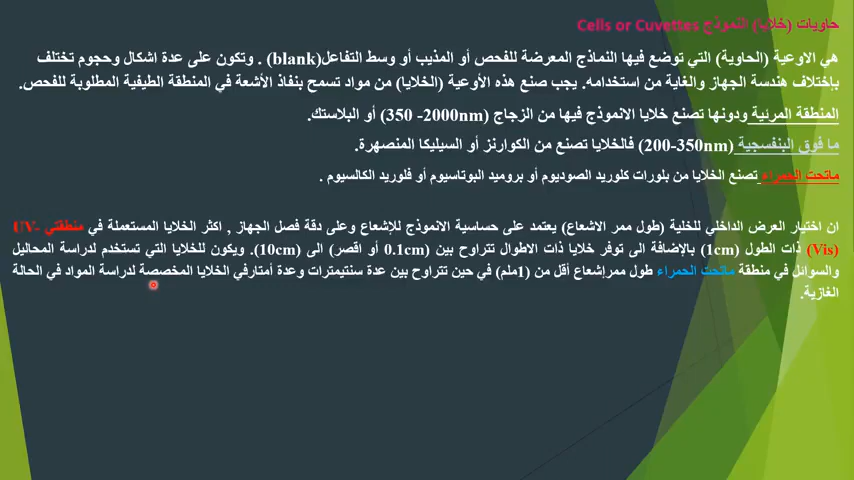 حاويات (خلايا) النموذج Cells or Cuvettes
هي الاوعية (الحاوية) التي توضع فيها النماذج المعرضة للفحص أو المذيب أو وسط التفاعل(blank) . وتكون على عدة اشكال وحجوم تختلف
بإختلاف هندسة الجهاز والغاية من استخدامه. يجب صنع هذه الأوعية (الخلايا) من مواد تسمح بنفاذ الأشعة في المنطقة الطيفية المطلوبة للفحص.
المنطقة المرئية ودونها تصنع خلايا الانموذج فيها من الزجاج (350 -2000nm) أو البلاستك.
ما فوق البنفسجية (200-350nm) فالخلايا تصنع من الكوارتز أو السيليكا المنصهرة.
ماتحت الحمراء تصنع الخلايا من بلورات كلوريد الصوديوم أو بروميد البوتاسيوم أو فلوريد الكالسيوم .
ان اختيار العرض الداخلي للخلية (طول ممر الاشعاع) يعتمد على حساسية الانموذج للإشعاع وعلى دقة فصل الجهاز , اكثر الخلايا المستعملة في منطقتي UV-
(Vis) ذات الطول (1cm) بالإضافة الى توفر خلايا ذات الاطوال تتراوح بين (0.1cm أو اقصر) الى (10cm). ويكون للخلايا التي تستخدم لدراسة المحاليل
والسوائل في منطقة ماتحت الحمراء طول ممرإشعاع أقل من (1ملم) في حين تتراوح بين عدة سنتيمترات وعدة أمتارفي الخلايا المخصصة لدراسة المواد في الحالة
الغازية.